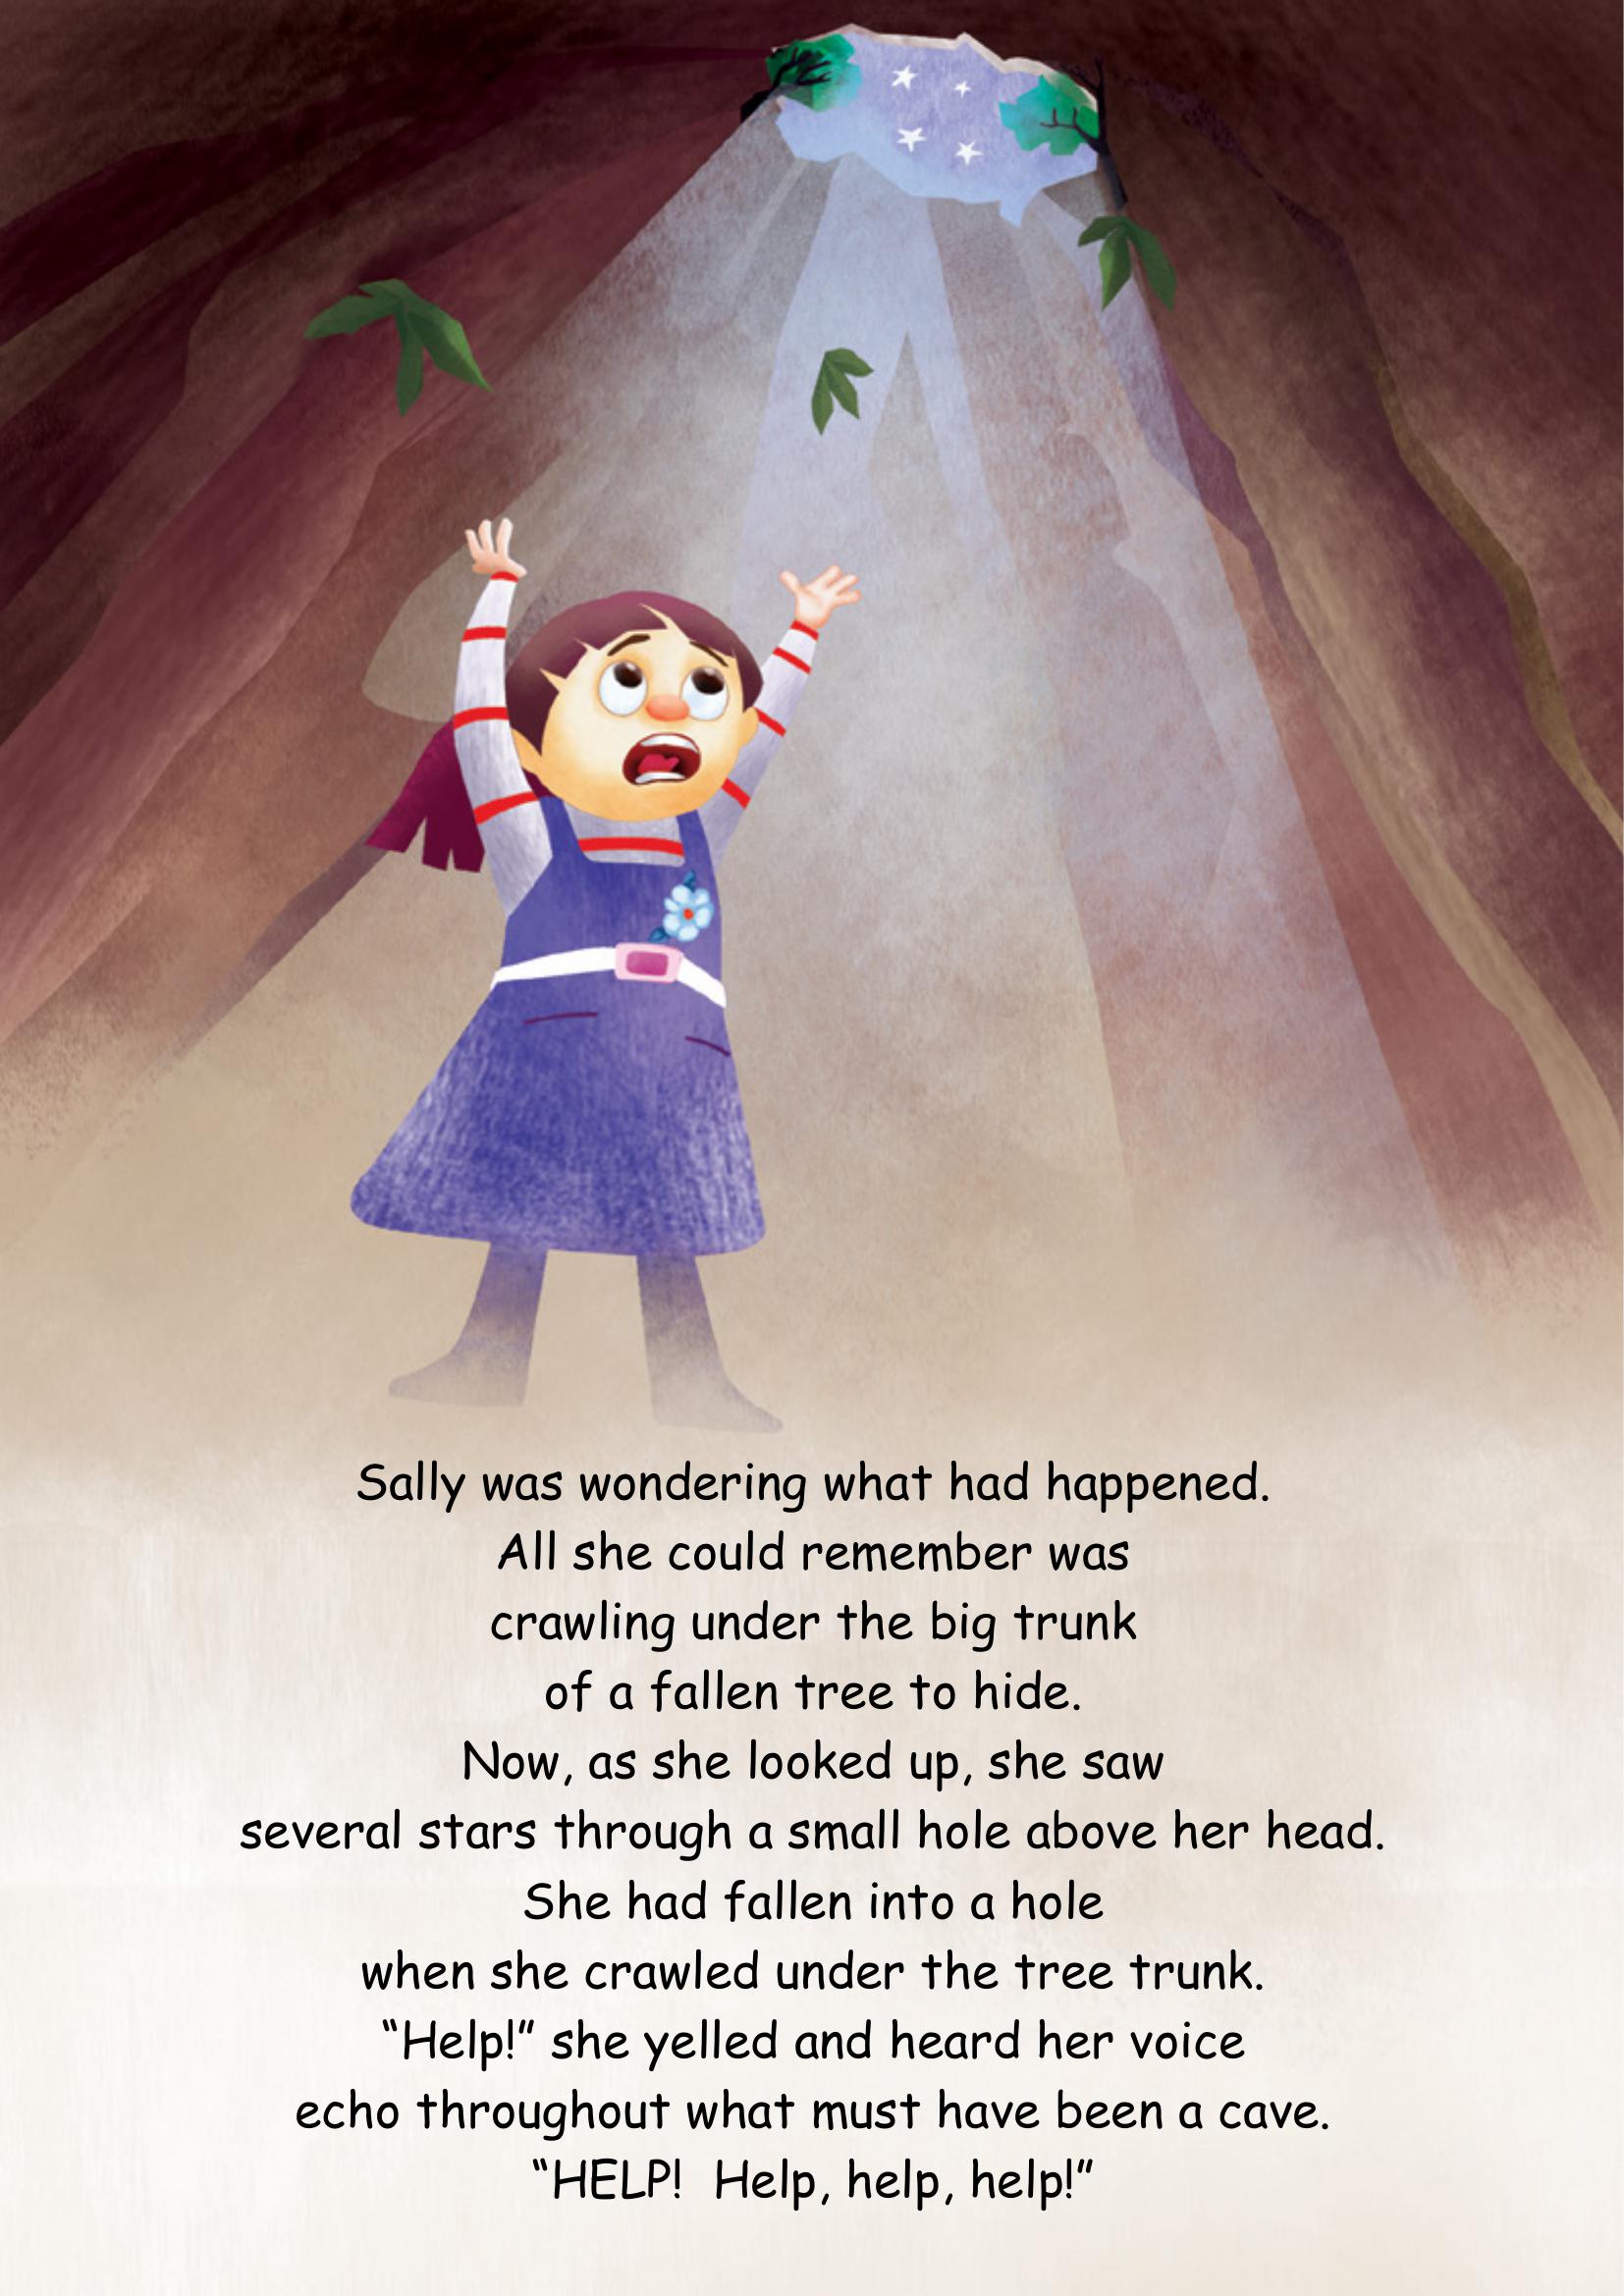 Sally was wondering what had happened.
All she could remember was
crawling under the big trunk
of a fallen tree to hide.
Now, as she looked up, she saw
several stars through a small hole above her head.
She had fallen into a hole
when she crawled under the tree trunk.
“Help!” she yelled and heard her voice
echo throughout what must have been a cave.
“HELP!  Help, help, help!”